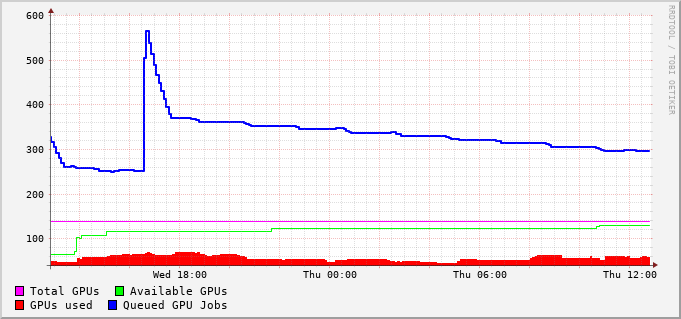 600
500
400
300
200
100
Wed 18:00 Thu 00:00 Thu 06:00 Thu 12:00
Total GPUs Available GPUs
GPUs used Queued GPU Jobs
RRDTOOL / TOBI OETIKER